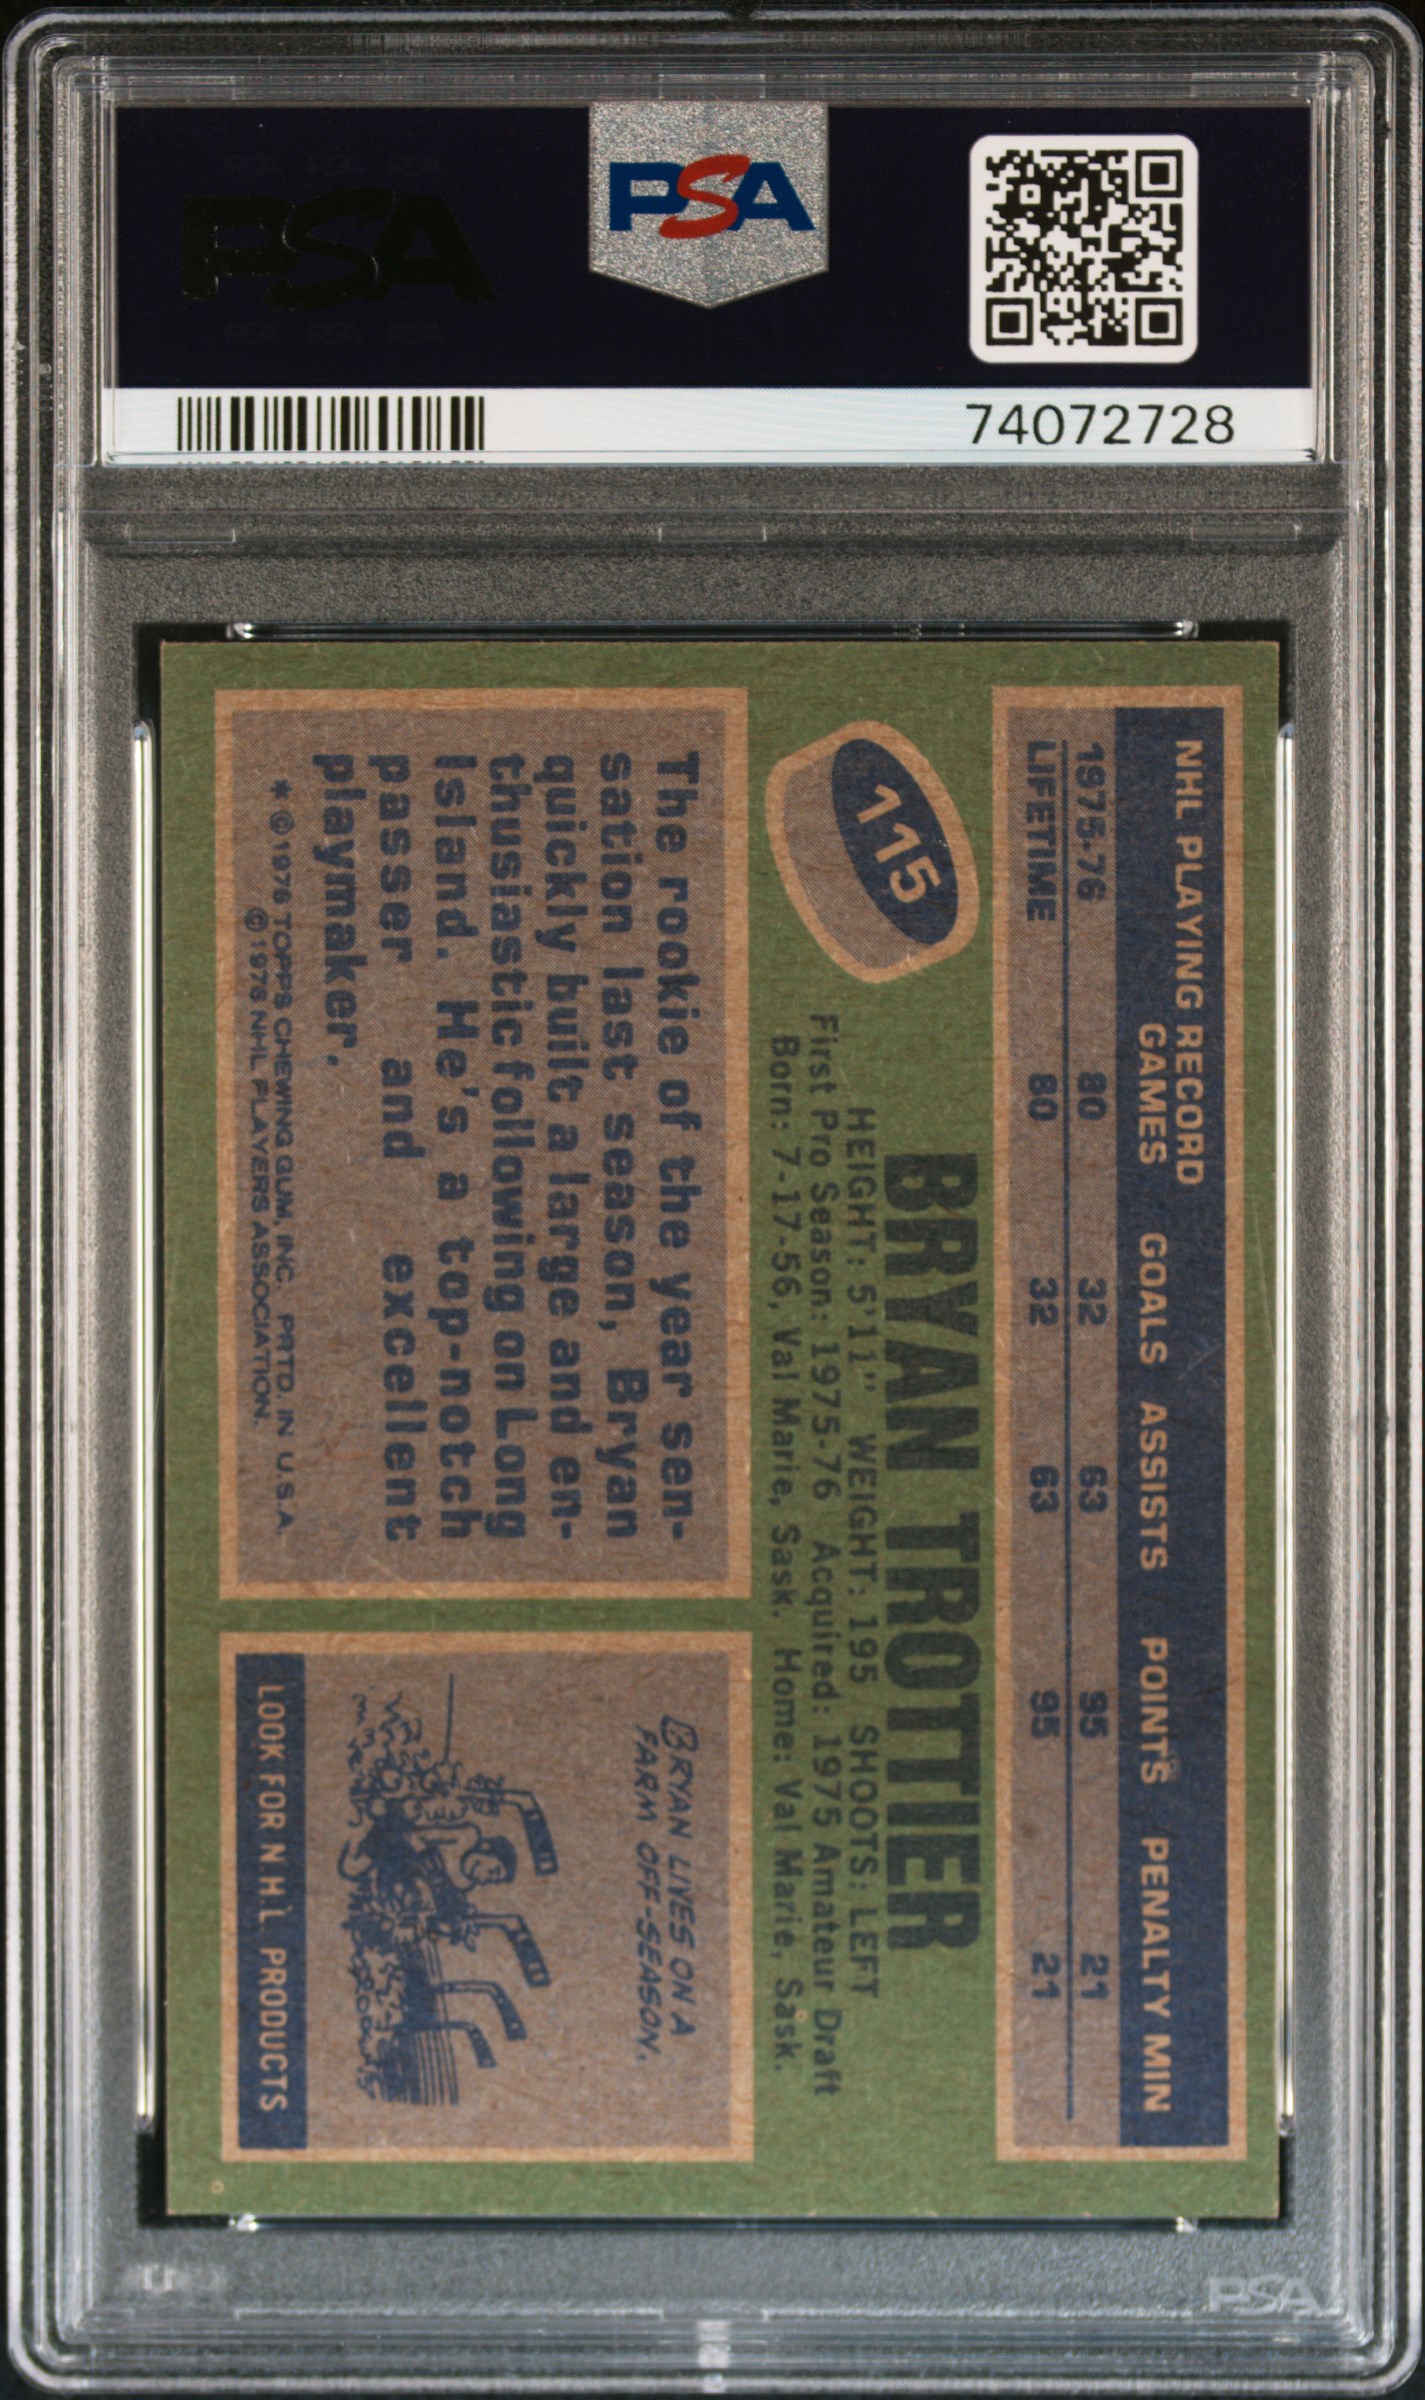 PSA
PSA
74072728
NHL PLAYING RECORD
GAMES GOALS ASSISTS POINTS PENALTY MIN
1975-76 80 32 63 95 21
LIFETIME 80 32 63 95 21
115
BRYAN TROTTIER
HEIGHT: 5'11" WEIGHT: 195 SHOOTS: LEFT
First Pro Season: 1975-76 Acquired: 1975 Amateur Draft
Born: 7-17-56, Val Marie, Sask. Home: Val Marie, Sask.
The rookie of the year sen-
sation last season, Bryan
quickly built a large and en-
thusiastic following on Long
Island. He's a top-notch
passer and excellent
playmaker.
* © 1976 TOPPS CHEWING GUM, INC. PRTD. IN U.S.A.
© 1976 NHL PLAYERS ASSOCIATION.
BRYAN LIVES ON A
FARM OFF-SEASON.
LOOK FOR N.H.L PRODUCTS
PSA